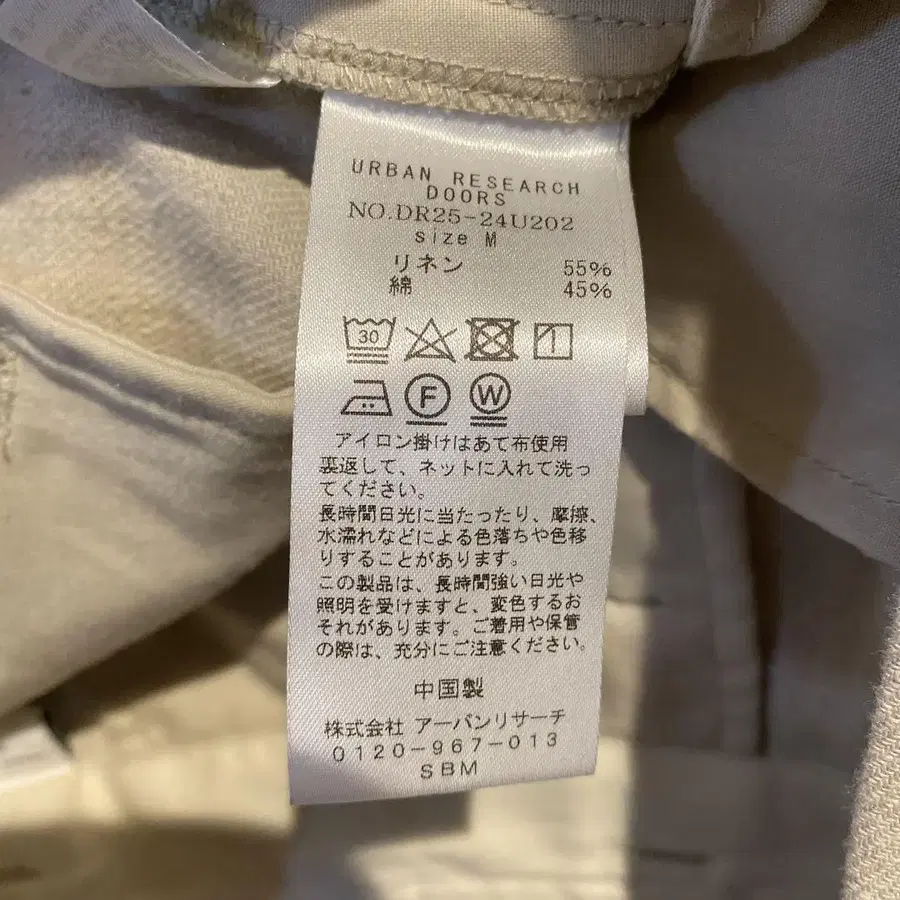 URBAN RESEARCH
DOORS
NO.DR25-24U202
size M
リネン 55%
綿 45%
30
F W
アイロン掛けはあて布使用
裏返して、ネットに入れて洗っ
てください。
長時間日光に当たったり、摩擦、
水濡れなどによる色落ちや色移
りすることがあります。
この製品は、長時間強い日光や
照明を受けますと、変色するお
それがあります。ご着用や保管
の際は、充分にご注意ください。
中国製
株式会社 アーバンリサーチ
0120-967-013
SBM